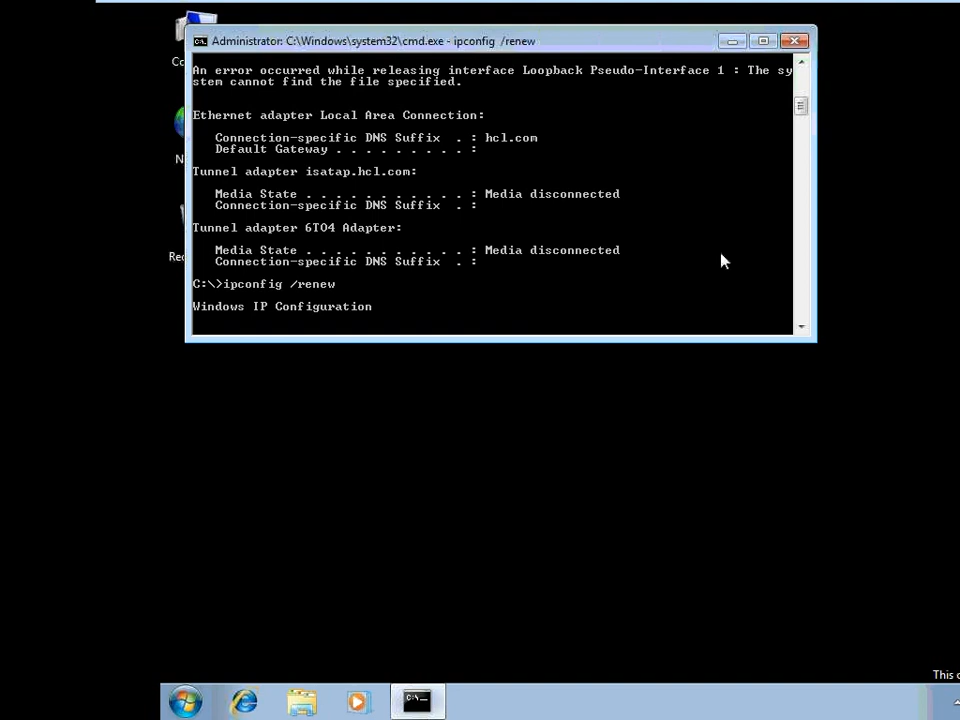 Administrator: C:\Windows\system32\cmd.exe - ipconfig /renew
An error occurred while releasing interface Loopback Pseudo-Interface 1 : The sy
stem cannot find the file specified.
Ethernet adapter Local Area Connection:
Connection-specific DNS Suffix . : hcl.com
Default Gateway . . . . . . . . . :
Tunnel adapter isatap.hcl.com:
Media State . . . . . . . . . . . : Media disconnected
Connection-specific DNS Suffix . :
Tunnel adapter 6TO4 Adapter:
Media State . . . . . . . . . . . : Media disconnected
Connection-specific DNS Suffix . :
C:\>ipconfig /renew
Windows IP Configuration
This